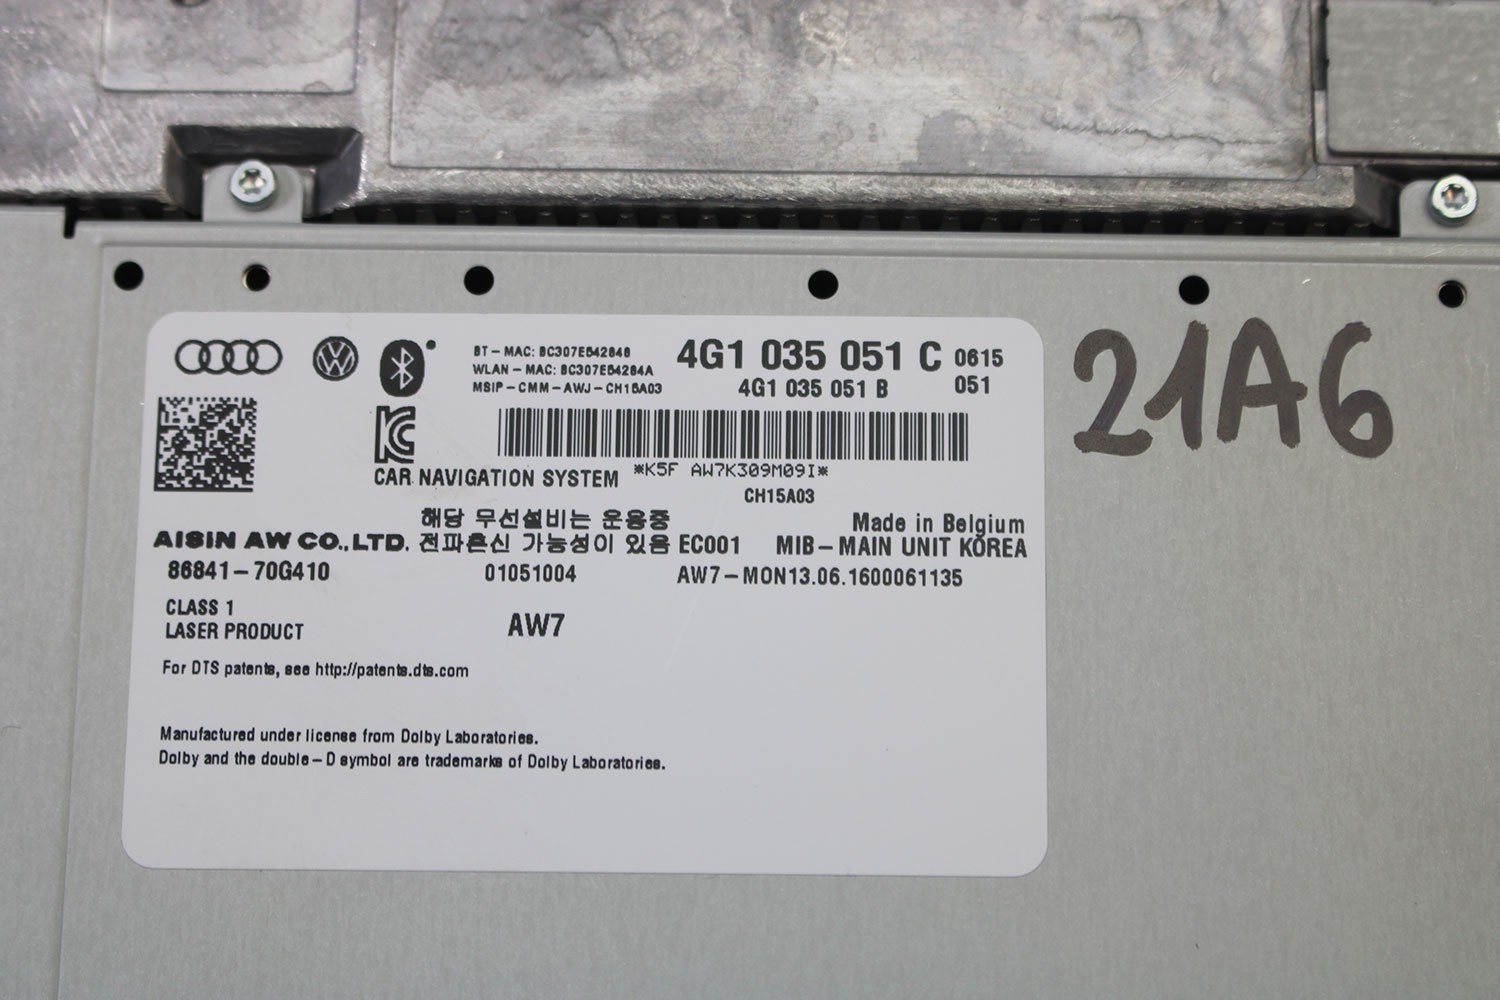 BT-MAC: BC307E542848
WLAN-MAC: BC307E54284A
MSIP-CMM-AWJ-CH15A03
4G1 035 051 C 0615
4G1 035 051 B 051
21A6
*K5F AW7K309M09I*
CAR NAVIGATION SYSTEM
CH15A03
해당 무선설비는 운용중
Made in Belgium
AISIN AW CO.,LTD. 전파혼신 가능성이 있음 EC001 MIB-MAIN UNIT KOREA
86841-70G410 01051004 AW7-MON13.06.1600061135
CLASS 1
LASER PRODUCT
AW7
For DTS patents, see http://patents.dts.com
Manufactured under license from Dolby Laboratories.
Dolby and the double-D symbol are trademarks of Dolby Laboratories.